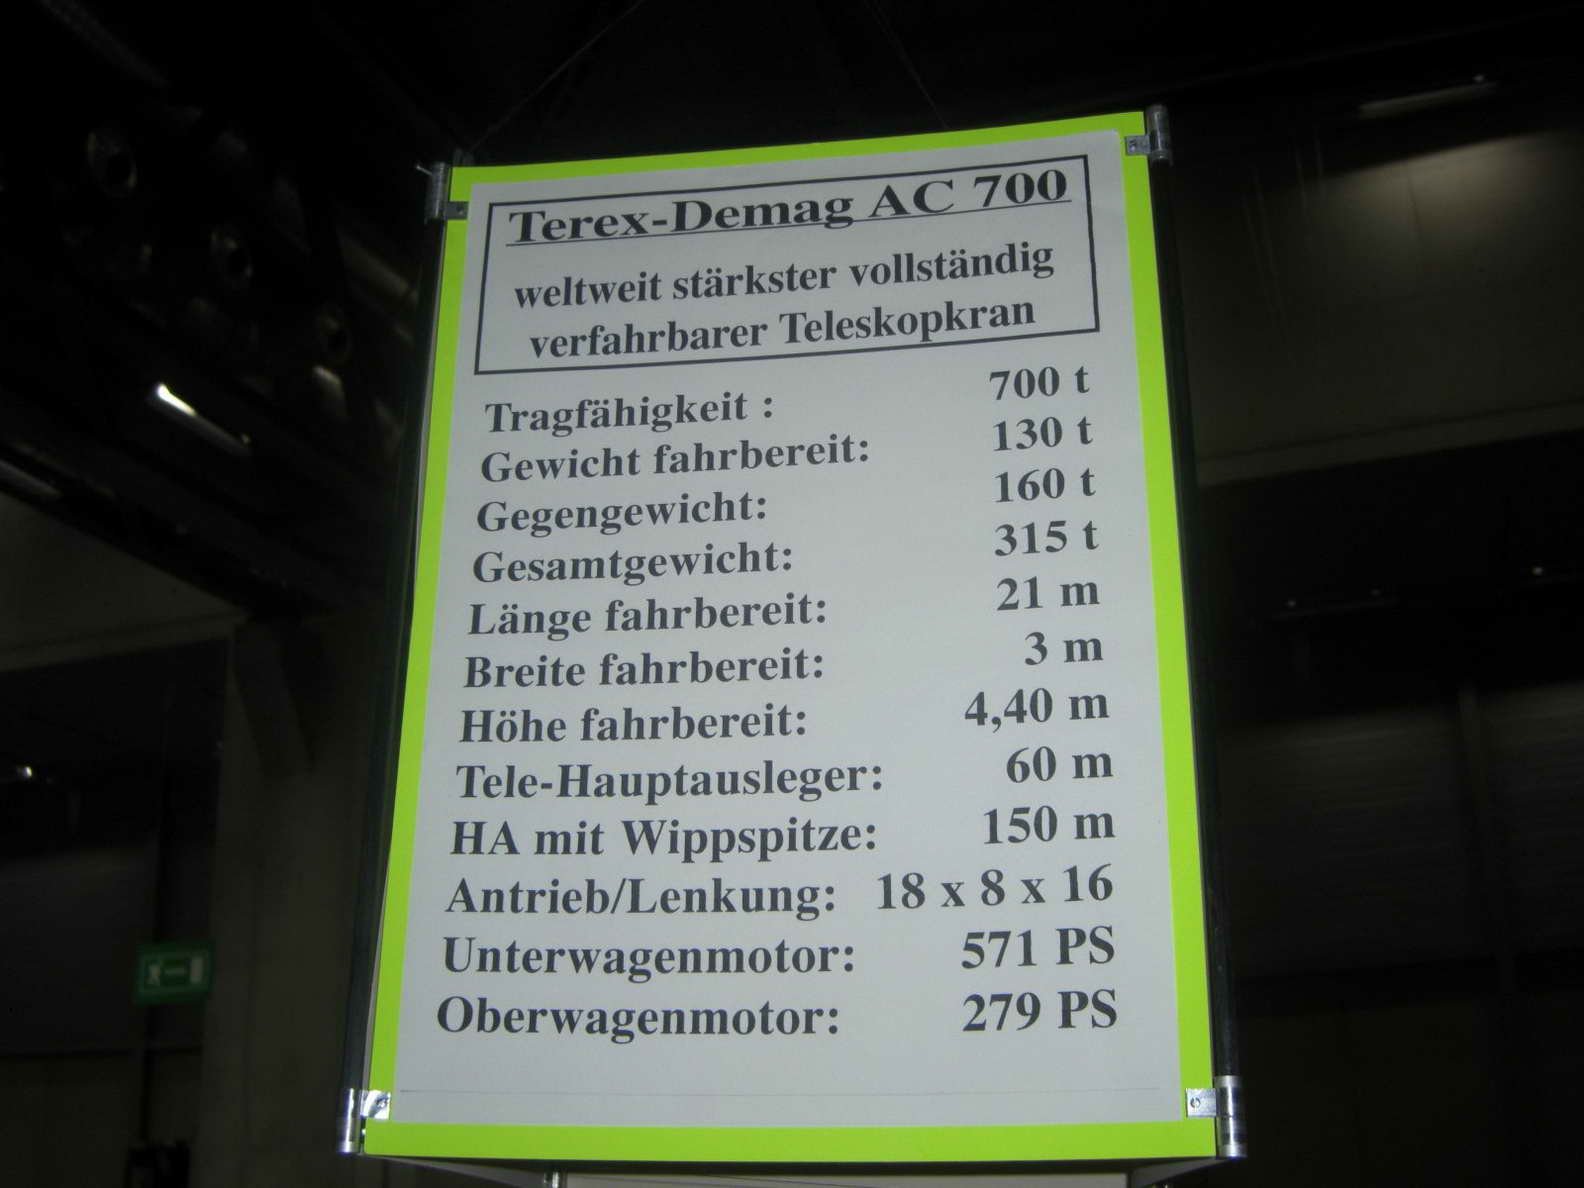 Terex-Demag AC 700
weltweit stärkster vollständig
verfahrbarer Teleskopkran
Tragfähigkeit : 700 t
Gewicht fahrbereit: 130 t
Gegengewicht: 160 t
Gesamtgewicht: 315 t
Länge fahrbereit: 21 m
Breite fahrbereit: 3 m
Höhe fahrbereit: 4,40 m
Tele-Hauptausleger: 60 m
HA mit Wippspitze: 150 m
Antrieb/Lenkung: 18 x 8 x 16
Unterwagenmotor: 571 PS
Oberwagenmotor: 279 PS